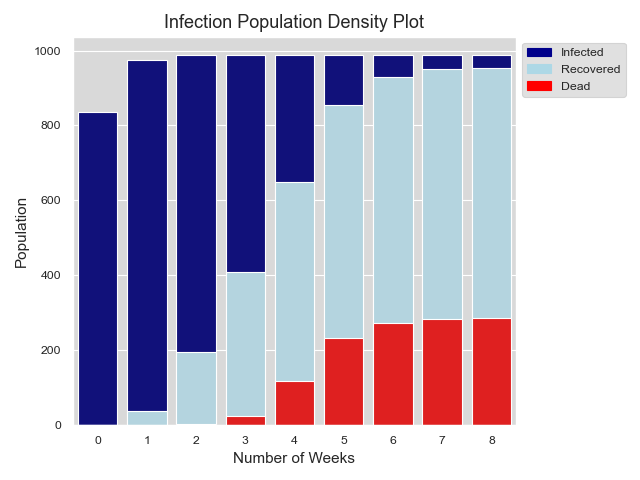 Infection Population Density Plot
1000
800
600
400
200
0
Population
0 1 2 3 4 5 6 7 8
Number of Weeks
Infected
Recovered
Dead